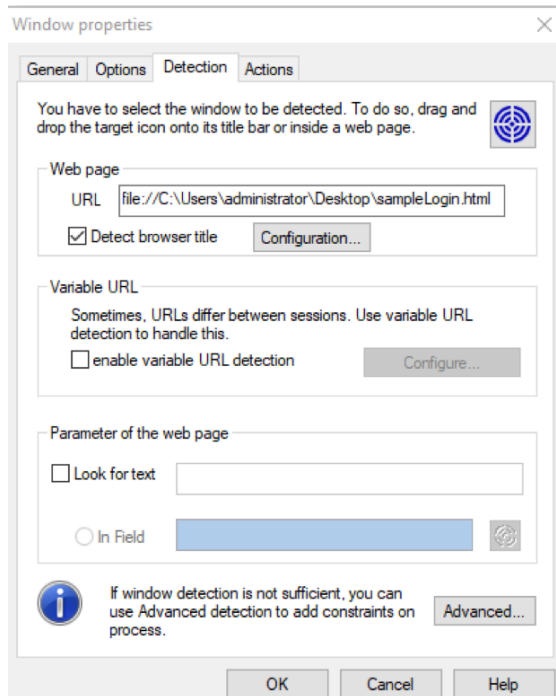 Window properties
General Options Detection Actions
You have to select the window to be detected. To do so, drag and
drop the target icon onto its title bar or inside a web page.
Web page
URL file://C:\Users\administrator\Desktop\sampleLogin.html
Detect browser title Configuration...
Variable URL
Sometimes, URLs differ between sessions. Use variable URL
detection to handle this.
enable variable URL detection Configure...
Parameter of the web page
Look for text
In Field
If window detection is not sufficient, you can
use Advanced detection to add constraints on
process.
Advanced...
OK Cancel Help